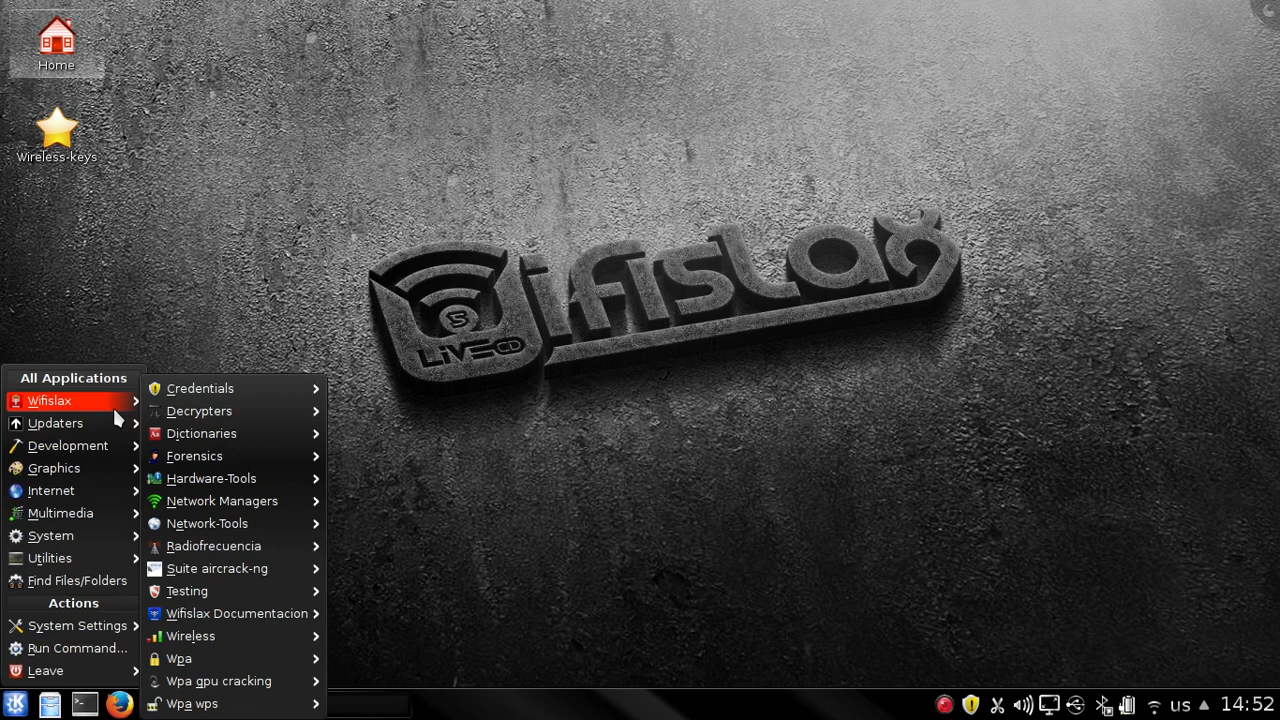 Home
Wireless-keys
Wifislax
LiVE CD
All Applications
Wifislax
Updaters
Development
Graphics
Internet
Multimedia
System
Utilities
Find Files/Folders
Actions
System Settings
Run Command...
Leave
Credentials
Decrypters
Dictionaries
Forensics
Hardware-Tools
Network Managers
Network-Tools
Radiofrecuencia
Suite aircrack-ng
Testing
Wifislax Documentacion
Wireless
Wpa
Wpa gpu cracking
Wpa wps
us
14:52